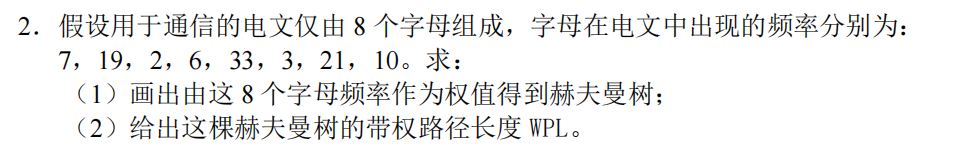 2．假设用于通信的电文仅由 8 个字母组成，字母在电文中出现的频率分别为：
7，19，2，6，33，3，21，10。求：
（1）画出由这 8 个字母频率作为权值得到赫夫曼树；
（2）给出这棵赫夫曼树的带权路径长度 WPL。